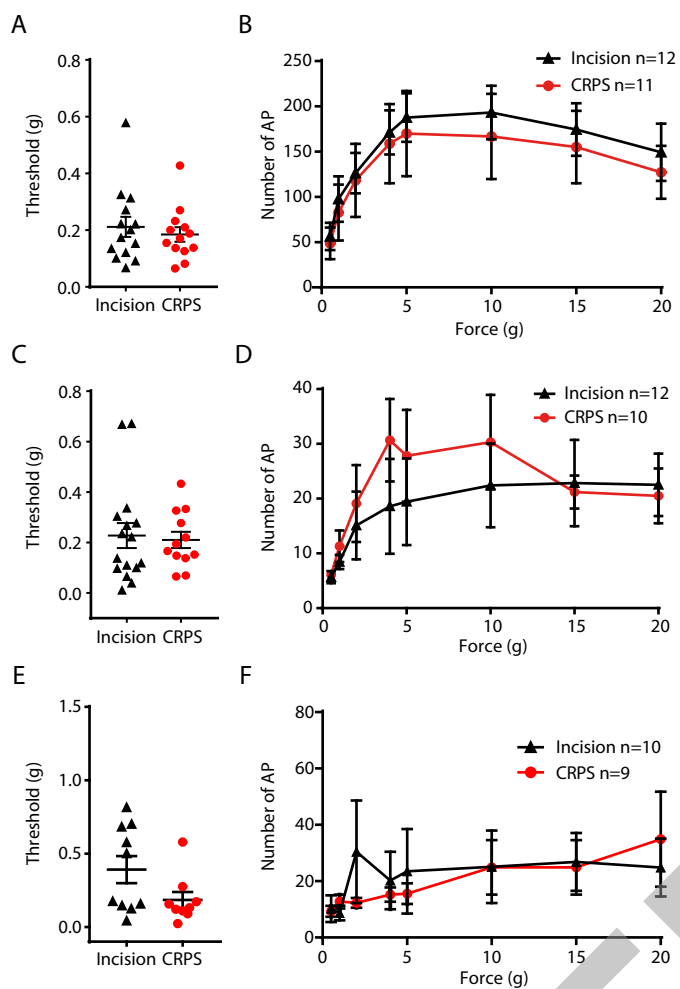 A
0.8
0.6
0.4
0.2
0.0
Threshold (g)
Incision CRPS
B
250
200
150
100
50
0
Number of AP
Incision n=12
CRPS n=11
0 5 10 15 20
Force (g)
C
0.8
0.6
0.4
0.2
0.0
Threshold (g)
Incision CRPS
D
40
30
20
10
0
Number of AP
Incision n=12
CRPS n=10
0 5 10 15 20
Force (g)
E
1.5
1.0
0.5
0.0
Threshold (g)
Incision CRPS
F
80
60
40
20
0
Number of AP
Incision n=10
CRPS n=9
0 5 10 15 20
Force (g)